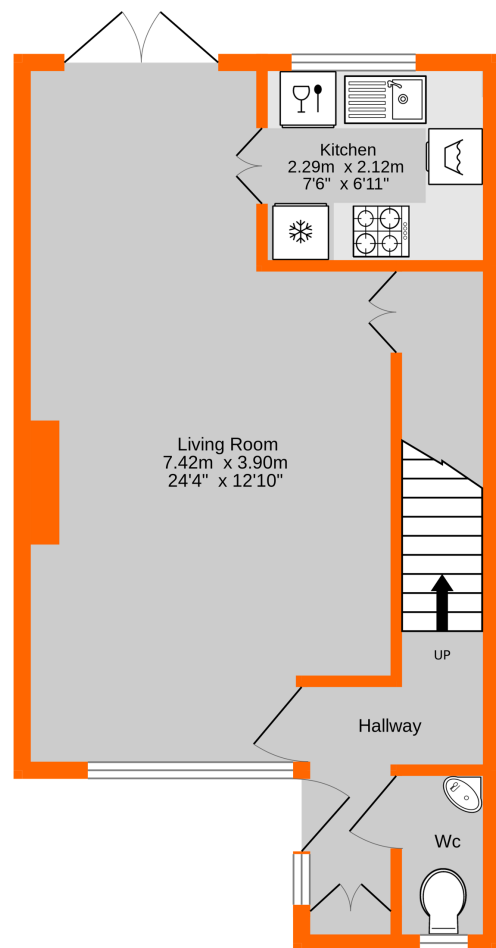 Kitchen
2.29m x 2.12m
7'6" x 6'11"
Living Room
7.42m x 3.90m
24'4" x 12'10"
UP
Hallway
Wc